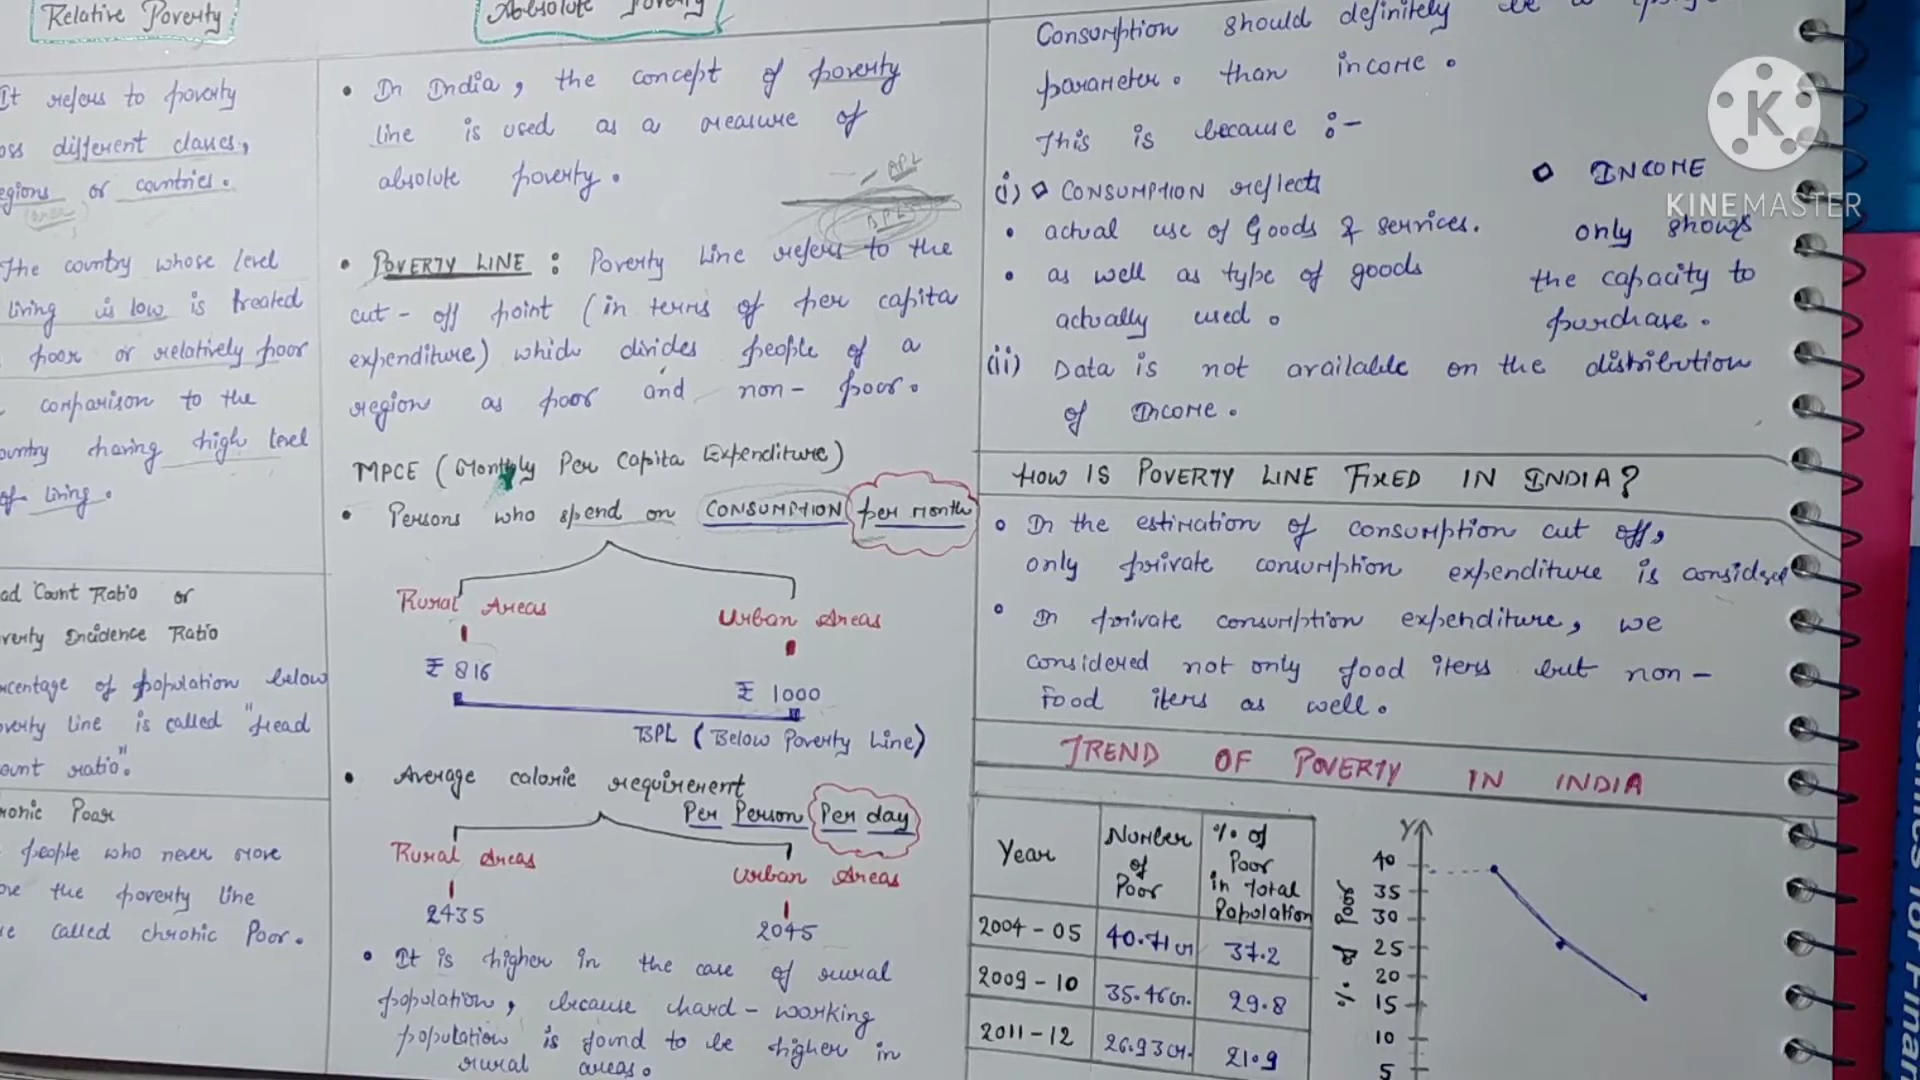 Relative Poverty
It refers to poverty
oss different classes,
egions or countries.
The country whose level
living is low is treated
poor or relatively poor
comparison to the
ountry having high level
of living.
ad Count Ratio or
verty Incidence Ratio
rcentage of population below
overty line is called "Head
ount ratio."
ronic Poor
people who never move
ove the poverty line
re called chronic Poor.
Absolute Poverty
• In India, the concept of poverty
line is used as a measure of
absolute poverty.
- APL
BPL
• POVERTY LINE : Poverty Line refers to the
cut-off point (in terms of per capita
expenditure) which divides people of a
region as poor and non-poor.
MPCE (Monthly Per Capita Expenditure)
• Persons who spend on CONSUMPTION per month
Rural Areas
Urban Areas
₹ 816
₹ 1000
BPL (Below Poverty Line)
• Average calorie requirement
Per Person Per day
Rural Areas
Urban Areas
2435
2045
• It is higher in the case of rural
population, because hard-working
population is found to be higher in
rural areas.
Consumption should definitely be a
parameter. than income.
This is because :-
(i) CONSUMPTION reflects
• actual use of Goods & services.
• as well as type of goods
actually used.
INCOME
only shows
the capacity to
purchase.
(ii) Data is not available on the distribution
of Income.
HOW IS POVERTY LINE FIXED IN INDIA?
• In the estimation of consumption cut off,
only private consumption expenditure is considered
• In private consumption expenditure, we
considered not only food items but non-
Food items as well.
TREND OF POVERTY IN INDIA
Year
Number
of
Poor
% of
Poor
in total
Population
2004-05 40.71 cr 37.2
2009-10 35.46 cr. 29.8
2011-12 26.93 cr. 21.9
Y
40
35
30
25
20
15
10
5
% of Poor
K
KINEMASTER